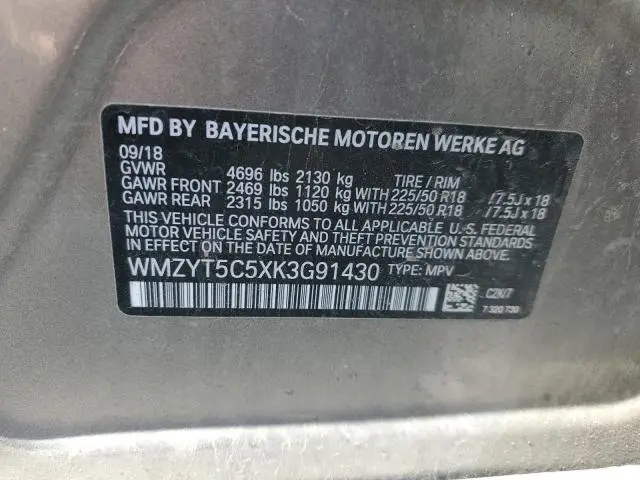 MFD BY BAYERISCHE MOTOREN WERKE AG
09/18
GVWR 4696 lbs 2130 kg TIRE / RIM
GAWR FRONT 2469 lbs 1120 kg WITH 225/50 R18 / 7.5J x 18
GAWR REAR 2315 lbs 1050 kg WITH 225/50 R18 / 7.5J x 18
THIS VEHICLE CONFORMS TO ALL APPLICABLE U. S. FEDERAL
MOTOR VEHICLE SAFETY, BUMPER, AND THEFT PREVENTION
STANDARDS IN EFFECT ON THE DATE OF MANUFACTURE SHOWN ABOVE.
WMZYT5C5XK3G91430 TYPE: MPV
C2K/7
7 320 730